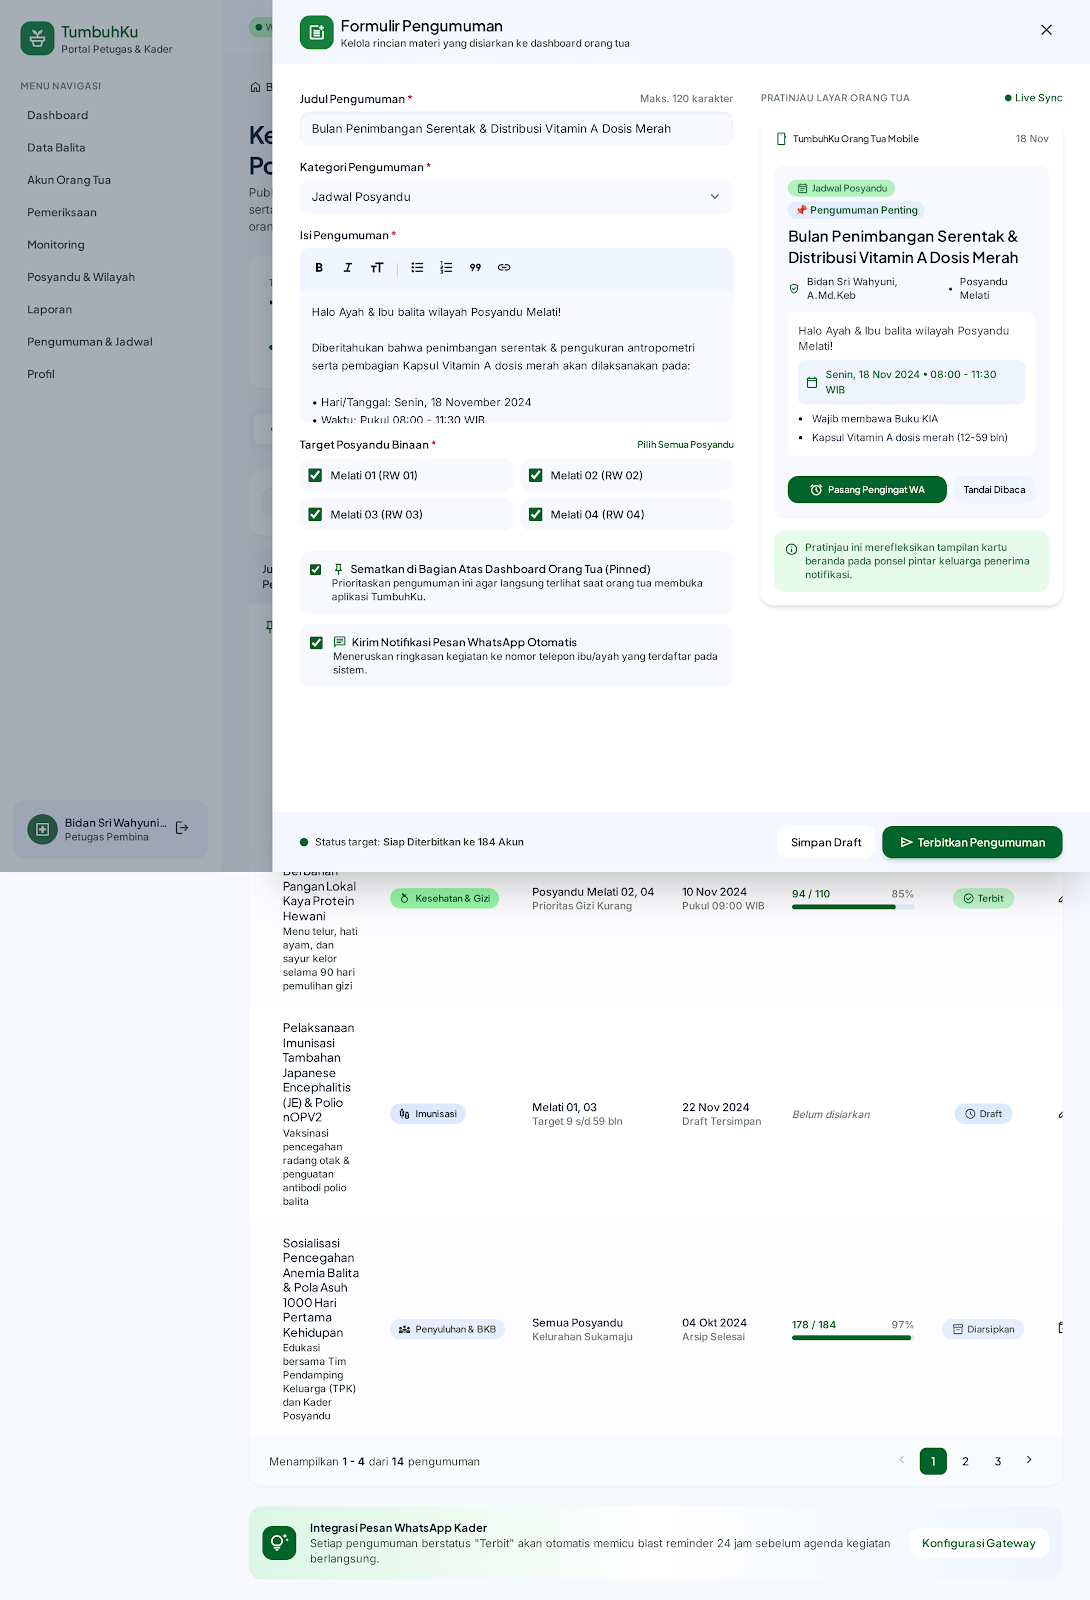 TumbuhKu
Portal Petugas & Kader
MENU NAVIGASI
Dashboard
Data Balita
Akun Orang Tua
Pemeriksaan
Monitoring
Posyandu & Wilayah
Laporan
Pengumuman & Jadwal
Profil
Bidan Sri Wahyuni...
Petugas Pembina
Formulir Pengumuman
Kelola rincian materi yang disiarkan ke dashboard orang tua
Judul Pengumuman *
Maks. 120 karakter
Bulan Penimbangan Serentak & Distribusi Vitamin A Dosis Merah
Kategori Pengumuman *
Jadwal Posyandu
Isi Pengumuman *
Halo Ayah & Ibu balita wilayah Posyandu Melati!
Diberitahukan bahwa penimbangan serentak & pengukuran antropometri
serta pembagian Kapsul Vitamin A dosis merah akan dilaksanakan pada:
• Hari/Tanggal: Senin, 18 November 2024
• Waktu: Pukul 08:00 - 11:30 WIB
Target Posyandu Binaan *
Pilih Semua Posyandu
Melati 01 (RW 01)
Melati 02 (RW 02)
Melati 03 (RW 03)
Melati 04 (RW 04)
Sematkan di Bagian Atas Dashboard Orang Tua (Pinned)
Prioritaskan pengumuman ini agar langsung terlihat saat orang tua membuka
aplikasi TumbuhKu.
Kirim Notifikasi Pesan WhatsApp Otomatis
Meneruskan ringkasan kegiatan ke nomor telepon ibu/ayah yang terdaftar pada
sistem.
PRATINJAU LAYAR ORANG TUA
Live Sync
TumbuhKu Orang Tua Mobile
18 Nov
Jadwal Posyandu
📌 Pengumuman Penting
Bulan Penimbangan Serentak &
Distribusi Vitamin A Dosis Merah
Bidan Sri Wahyuni,
A.Md.Keb
• Posyandu
Melati
Halo Ayah & Ibu balita wilayah Posyandu
Melati!
Senin, 18 Nov 2024 • 08:00 - 11:30
WIB
• Wajib membawa Buku KIA
• Kapsul Vitamin A dosis merah (12-59 bln)
Pasang Pengingat WA
Tandai Dibaca
Pratinjau ini merefleksikan tampilan kartu
beranda pada ponsel pintar keluarga penerima
notifikasi.
Status target: Siap Diterbitkan ke 184 Akun
Simpan Draft
Terbitkan Pengumuman
Pangan Lokal
Kaya Protein
Hewani
Menu telur, hati
ayam, dan
sayur kelor
selama 90 hari
pemulihan gizi
Kesehatan & Gizi
Posyandu Melati 02, 04
Prioritas Gizi Kurang
10 Nov 2024
Pukul 09:00 WIB
94 / 110
85%
Terbit
Pelaksanaan
Imunisasi
Tambahan
Japanese
Encephalitis
(JE) & Polio
nOPV2
Vaksinasi
pencegahan
radang otak &
penguatan
antibodi polio
balita
Imunisasi
Melati 01, 03
Target 9 s/d 59 bln
22 Nov 2024
Draft Tersimpan
Belum disiarkan
Draft
Sosialisasi
Pencegahan
Anemia Balita
& Pola Asuh
1000 Hari
Pertama
Kehidupan
Edukasi
bersama Tim
Pendamping
Keluarga (TPK)
dan Kader
Posyandu
Penyuluhan & BKB
Semua Posyandu
Kelurahan Sukamaju
04 Okt 2024
Arsip Selesai
178 / 184
97%
Diarsipkan
Menampilkan 1 - 4 dari 14 pengumuman
1
2
3
Integrasi Pesan WhatsApp Kader
Setiap pengumuman berstatus "Terbit" akan otomatis memicu blast reminder 24 jam sebelum agenda kegiatan
berlangsung.
Konfigurasi Gateway